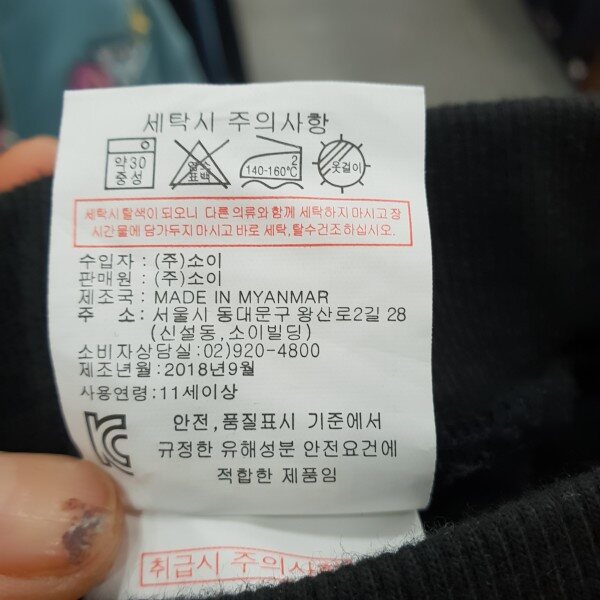 세탁시 주의사항
약30
중성
염소
표백
2
140-160℃
옷걸이
세탁시 탈색이 되오니 다른 의류와 함께 세탁하지 마시고 장
시간 물에 담가두지 마시고 바로 세탁,탈수건조 하십시오.
수입자 : (주)소이
판매원 : (주)소이
제조국 : MADE IN MYANMAR
주 소: 서울시 동대문구 왕산로2길 28
(신설동,소이빌딩)
소비자상담실:02)920-4800
제조년월:2018년9월
사용연령:11세이상
안전,품질표시 기준에서
규정한 유해성분 안전요건에
적합한 제품임
취급시 주의사항